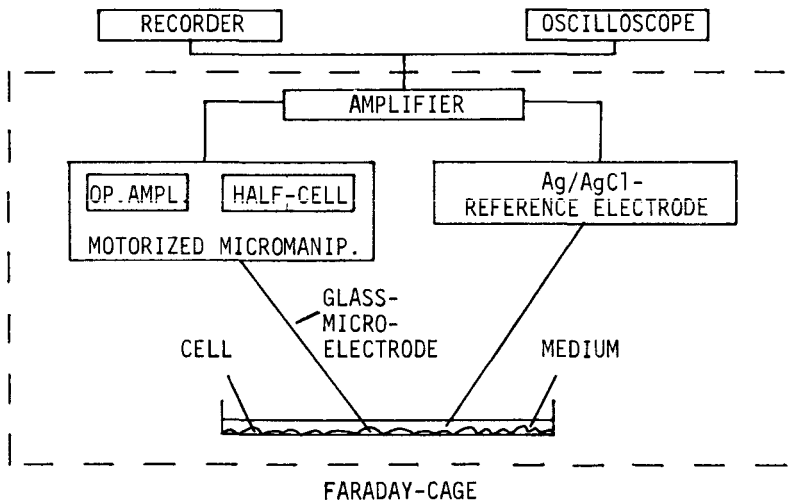 RECORDER
OSCILLOSCOPE
AMPLIFIER
OP.AMPL.
HALF-CELL
MOTORIZED MICROMANIP.
Ag/AgCl-
REFERENCE ELECTRODE
GLASS-
MICRO-
ELECTRODE
CELL
MEDIUM
FARADAY-CAGE